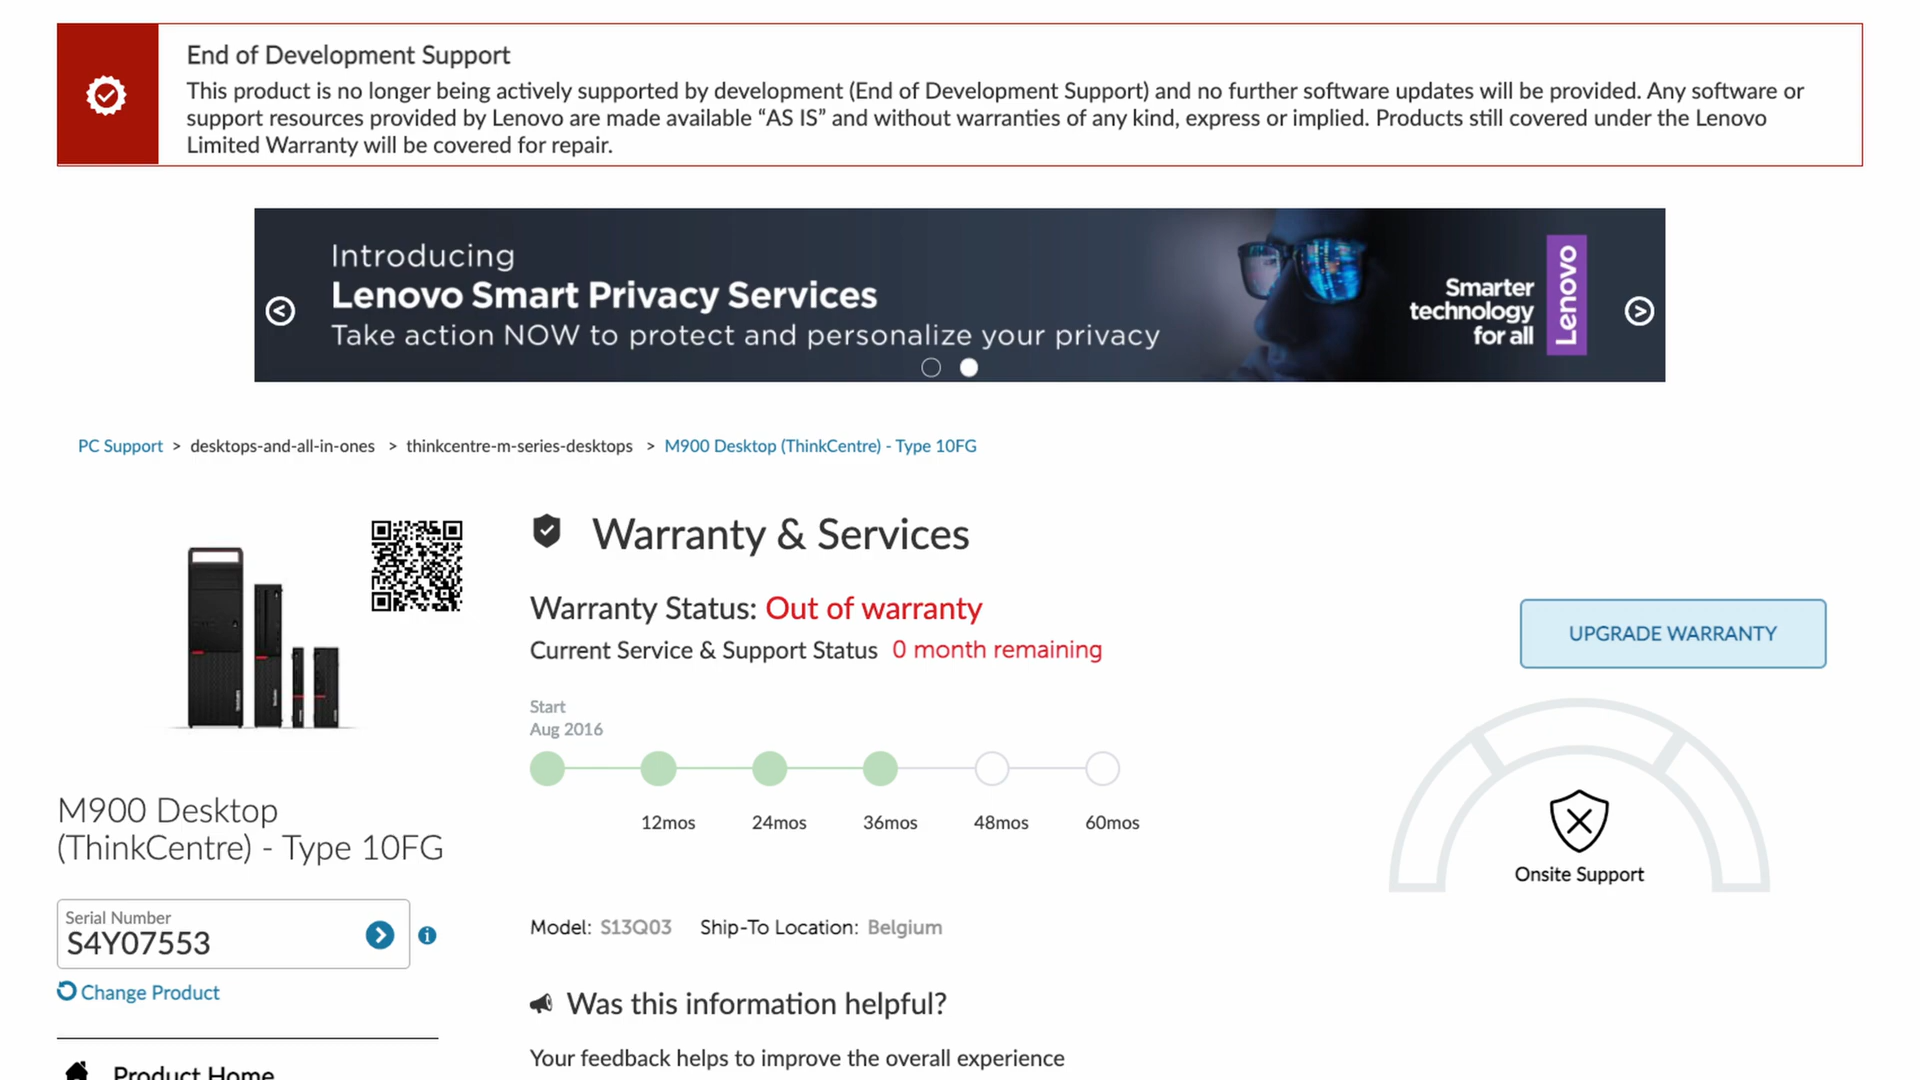 End of Development Support
This product is no longer being actively supported by development (End of Development Support) and no further software updates will be provided. Any software or
support resources provided by Lenovo are made available “AS IS” and without warranties of any kind, express or implied. Products still covered under the Lenovo
Limited Warranty will be covered for repair.
Introducing
Lenovo Smart Privacy Services
Take action NOW to protect and personalize your privacy
Smarter
technology
for all
Lenovo
PC Support > desktops-and-all-in-ones > thinkcentre-m-series-desktops > M900 Desktop (ThinkCentre) - Type 10FG
Warranty & Services
Warranty Status: Out of warranty
Current Service & Support Status 0 month remaining
UPGRADE WARRANTY
Start
Aug 2016
12mos 24mos 36mos 48mos 60mos
Onsite Support
M900 Desktop
(ThinkCentre) - Type 10FG
Serial Number
S4Y07553
Change Product
Model: S13Q03 Ship-To Location: Belgium
Was this information helpful?
Your feedback helps to improve the overall experience
Product Home